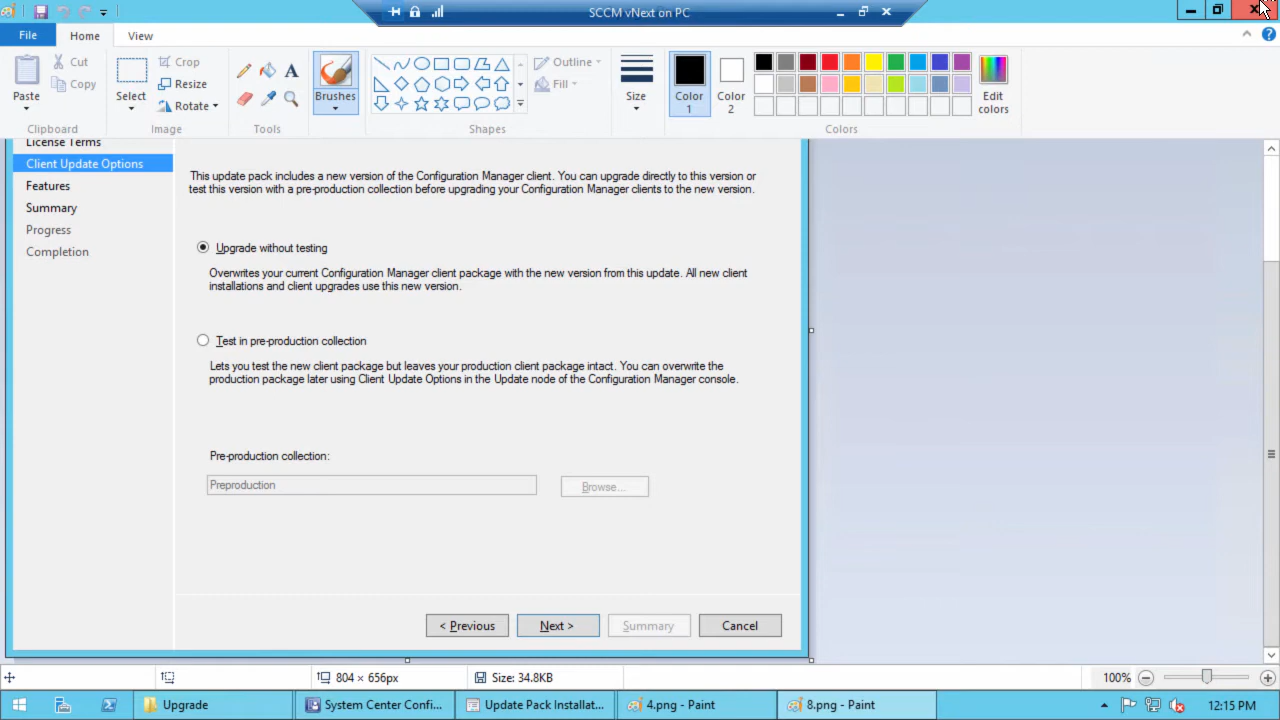 SCCM vNext on PC
File
Home
View
Paste
Cut
Copy
Clipboard
Select
Crop
Resize
Rotate
Image
A
Tools
Brushes
Outline
Fill
Shapes
Size
Color
1
Color
2
Edit
colors
Colors
License Terms
Client Update Options
Features
Summary
Progress
Completion
This update pack includes a new version of the Configuration Manager client. You can upgrade directly to this version or
test this version with a pre-production collection before upgrading your Configuration Manager clients to the new version.
Upgrade without testing
Overwrites your current Configuration Manager client package with the new version from this update. All new client
installations and client upgrades use this new version.
Test in pre-production collection
Lets you test the new client package but leaves your production client package intact. You can overwrite the
production package later using Client Update Options in the Update node of the Configuration Manager console.
Pre-production collection:
Preproduction
Browse...
< Previous
Next >
Summary
Cancel
804 × 656px
Size: 34.8KB
100%
Upgrade
System Center Confi...
Update Pack Installat...
4.png - Paint
8.png - Paint
12:15 PM